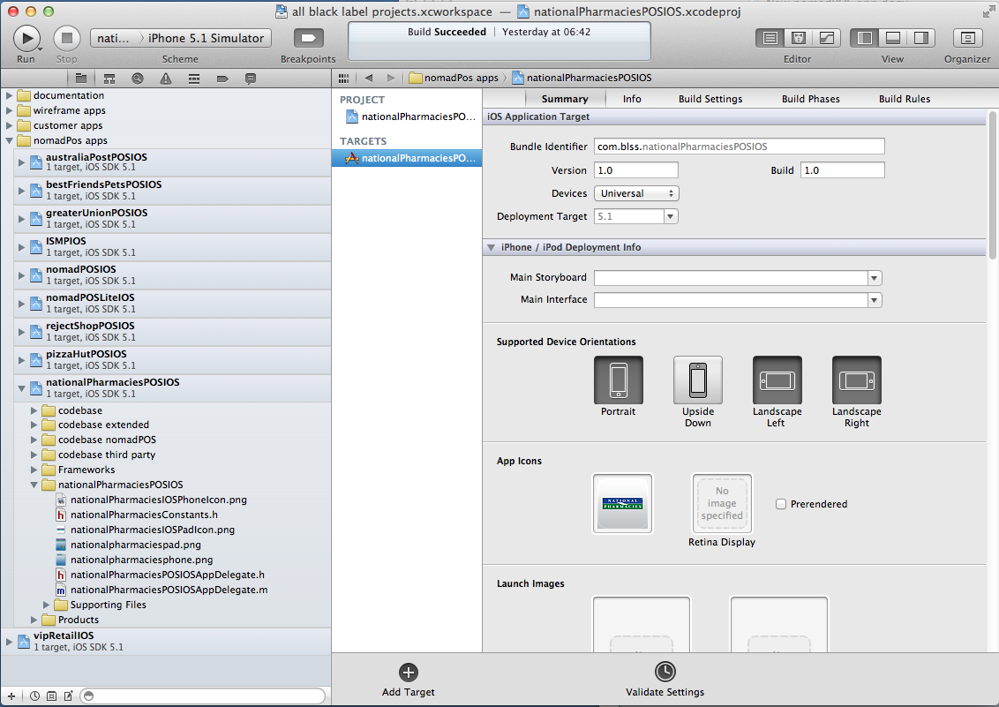 all black label projects.xcworkspace — nationalPharmaciesPOSIOS.xcodeproj
Run
Stop
nati... iPhone 5.1 Simulator
Scheme
Breakpoints
Build Succeeded | Yesterday at 06:42
Editor
View
Organizer
nomadPos apps
nationalPharmaciesPOSIOS
documentation
wireframe apps
customer apps
nomadPos apps
australiaPostPOSIOS
1 target, iOS SDK 5.1
bestFriendsPetsPOSIOS
1 target, iOS SDK 5.1
greaterUnionPOSIOS
1 target, iOS SDK 5.1
ISMPIOS
1 target, iOS SDK 5.1
nomadPOSIOS
1 target, iOS SDK 5.1
nomadPOSLiteIOS
1 target, iOS SDK 5.1
rejectShopPOSIOS
1 target, iOS SDK 5.1
pizzaHutPOSIOS
1 target, iOS SDK 5.1
nationalPharmaciesPOSIOS
1 target, iOS SDK 5.1
codebase
codebase extended
codebase nomadPOS
codebase third party
Frameworks
nationalPharmaciesPOSIOS
nationalPharmaciesIOSPhoneIcon.png
nationalPharmaciesConstants.h
nationalPharmaciesIOSPadIcon.png
nationalpharmaciespad.png
nationalpharmaciesphone.png
nationalPharmaciesPOSIOSAppDelegate.h
nationalPharmaciesPOSIOSAppDelegate.m
Supporting Files
Products
vipRetailIOS
1 target, iOS SDK 5.1
PROJECT
nationalPharmaciesPO...
TARGETS
nationalPharmaciesPO...
Summary
Info
Build Settings
Build Phases
Build Rules
iOS Application Target
Bundle Identifier com.blss.nationalPharmaciesPOSIOS
Version 1.0 Build 1.0
Devices Universal
Deployment Target 5.1
iPhone / iPod Deployment Info
Main Storyboard
Main Interface
Supported Device Orientations
Portrait
Upside Down
Landscape Left
Landscape Right
App Icons
NATIONAL
PHARMACIES
No
image
specified
Prerendered
Retina Display
Launch Images
Add Target
Validate Settings